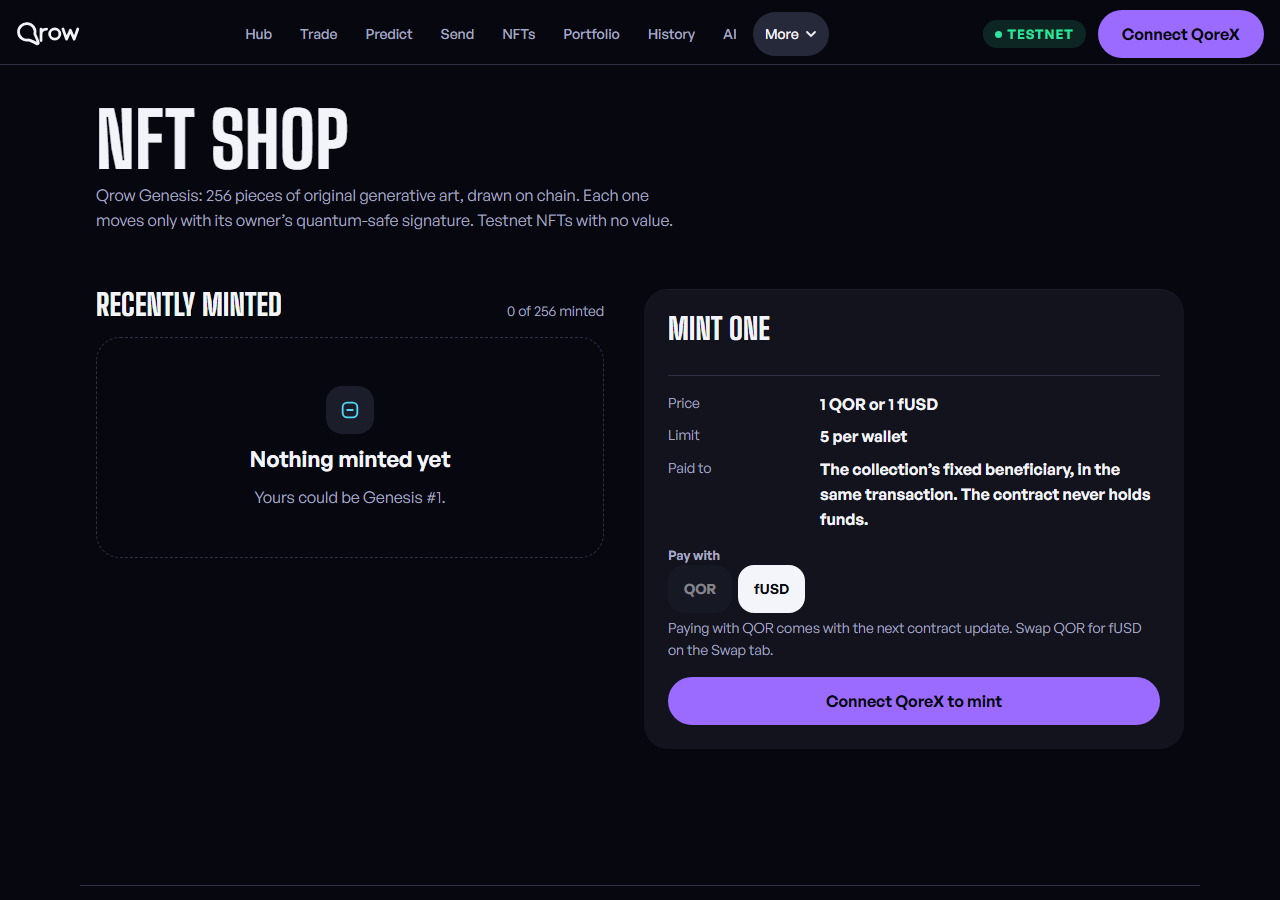 Qrow
Hub
Trade
Predict
Send
NFTs
Portfolio
History
AI
More
TESTNET
Connect QoreX
NFT SHOP
Qrow Genesis: 256 pieces of original generative art, drawn on chain. Each one
moves only with its owner’s quantum-safe signature. Testnet NFTs with no value.
RECENTLY MINTED
0 of 256 minted
Nothing minted yet
Yours could be Genesis #1.
MINT ONE
Price
1 QOR or 1 fUSD
Limit
5 per wallet
Paid to
The collection’s fixed beneficiary, in the
same transaction. The contract never holds
funds.
Pay with
QOR
fUSD
Paying with QOR comes with the next contract update. Swap QOR for fUSD
on the Swap tab.
Connect QoreX to mint